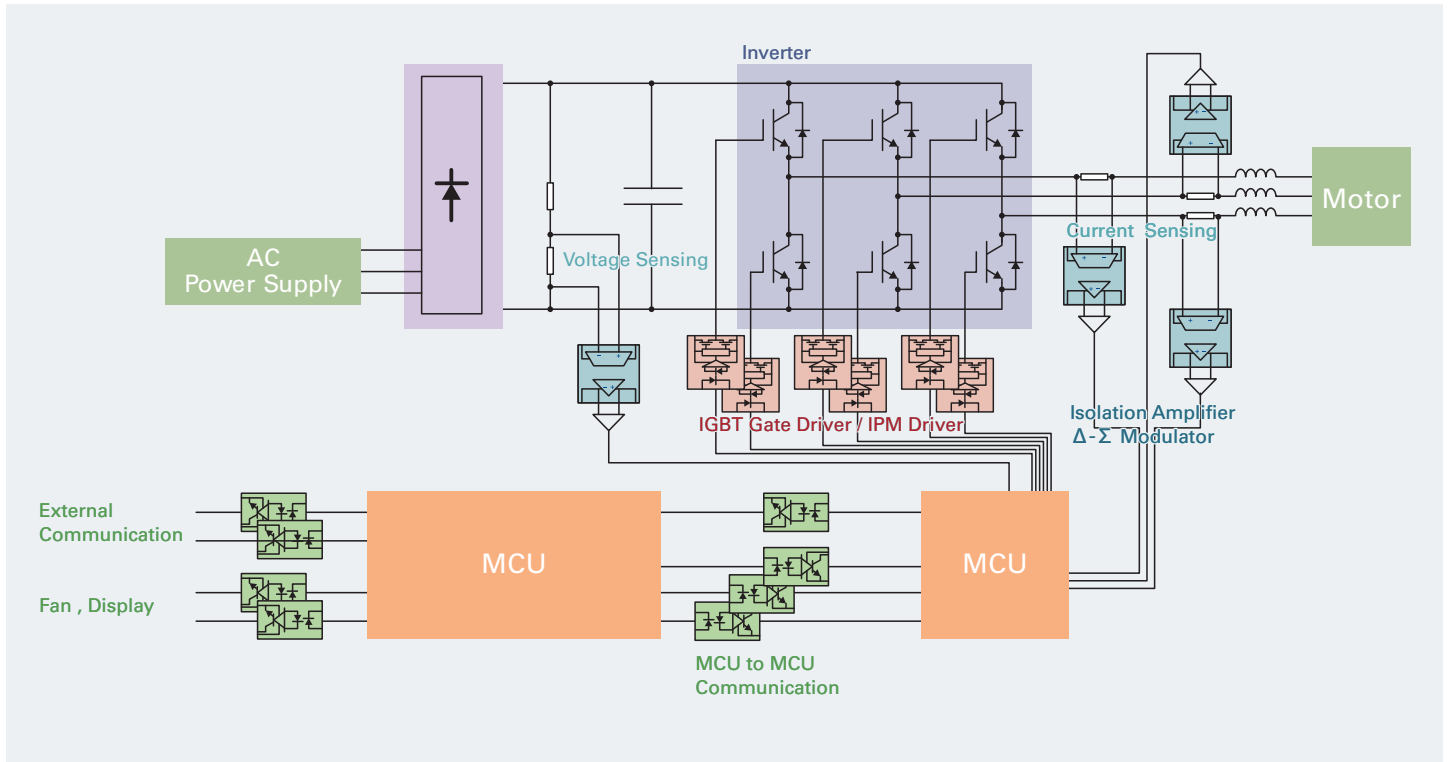 Inverter
Motor
AC
Power Supply
Voltage Sensing
Current Sensing
Isolation Amplifier
Δ-Σ Modulator
IGBT Gate Driver / IPM Driver
External
Communication
MCU
MCU
Fan , Display
MCU to MCU
Communication